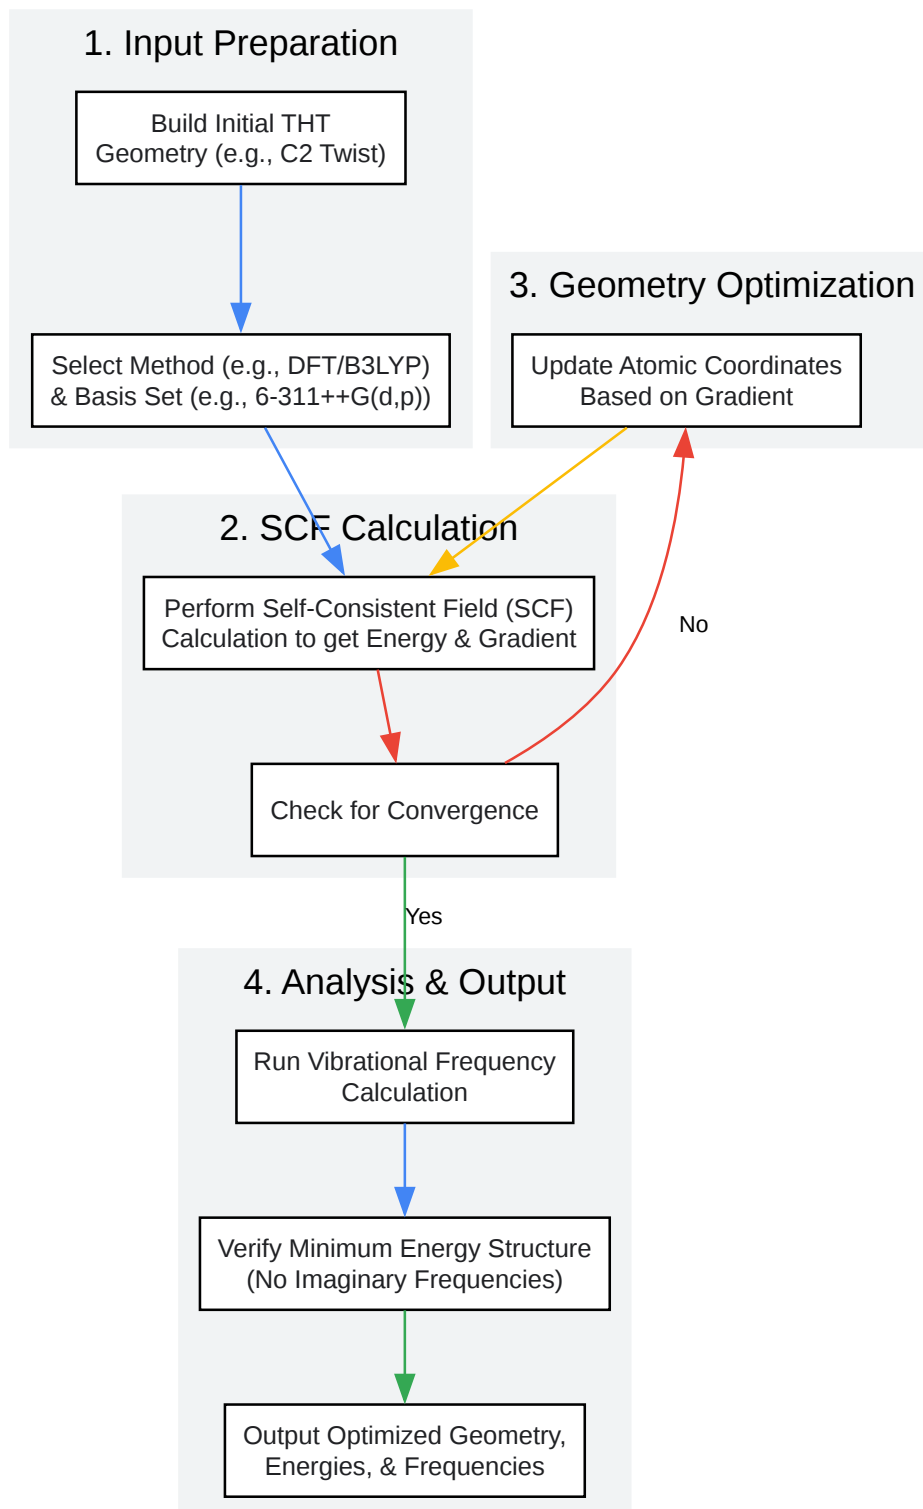 1. Input Preparation
Build Initial THT
Geometry (e.g., C2 Twist)
Select Method (e.g., DFT/B3LYP)
& Basis Set (e.g., 6-311++G(d,p))
3. Geometry Optimization
Update Atomic Coordinates
Based on Gradient
2. SCF Calculation
Perform Self-Consistent Field (SCF)
Calculation to get Energy & Gradient
No
Check for Convergence
Yes
4. Analysis & Output
Run Vibrational Frequency
Calculation
Verify Minimum Energy Structure
(No Imaginary Frequencies)
Output Optimized Geometry,
Energies, & Frequencies